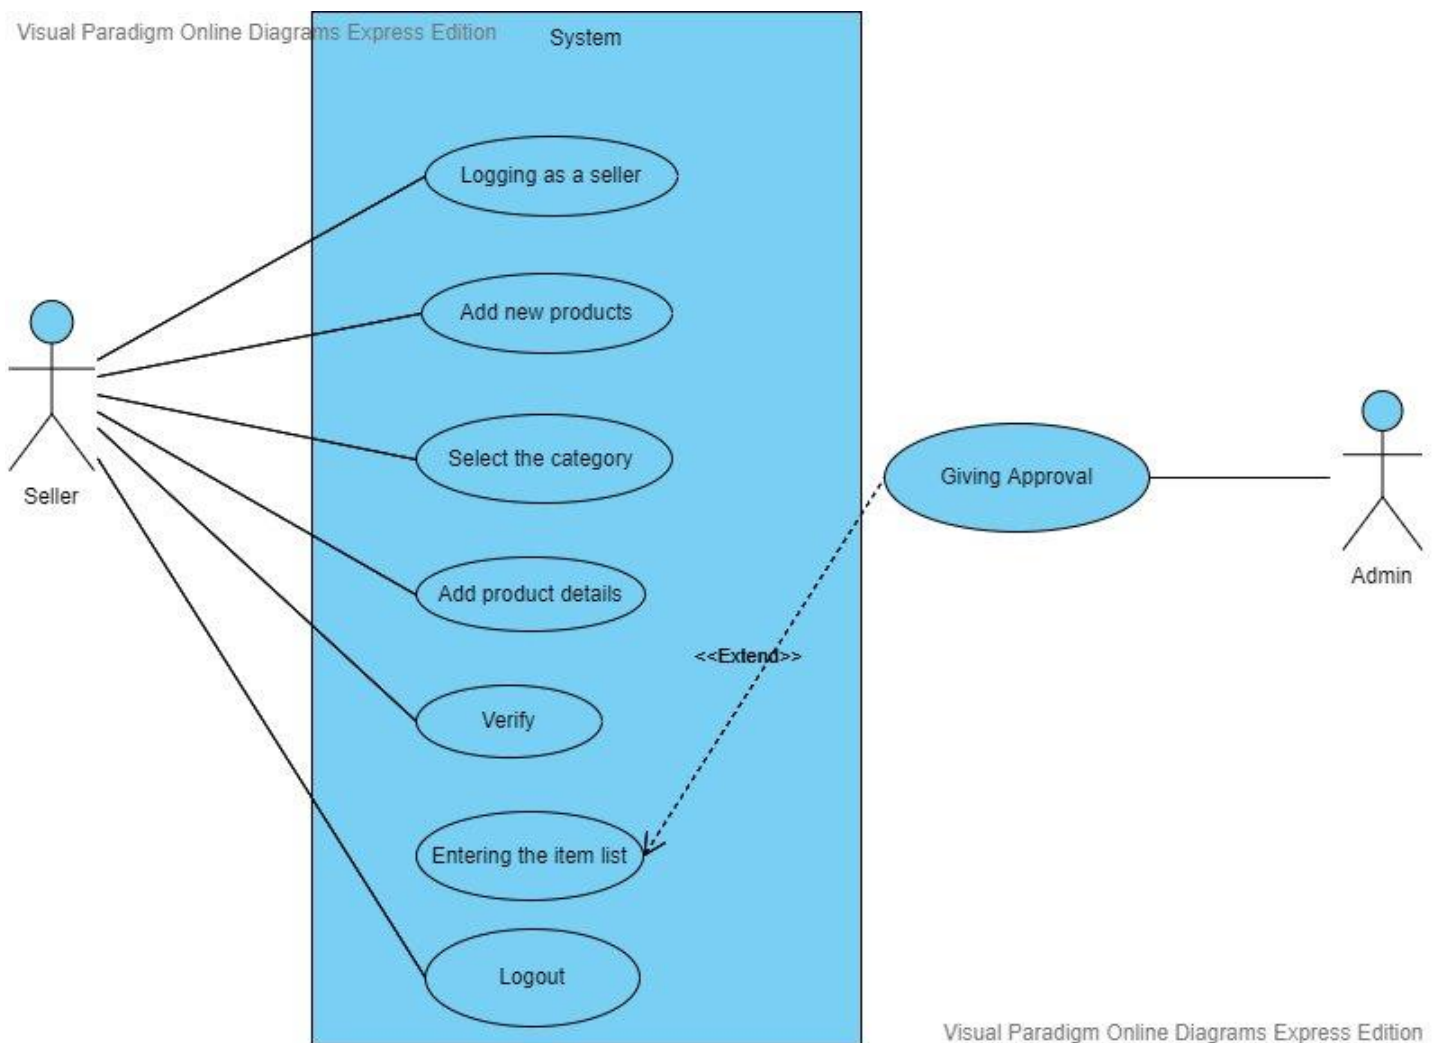 Visual Paradigm Online Diagrams Express Edition
System
Logging as a seller
Add new products
Select the category
Giving Approval
Seller
Admin
Add product details
<<Extend>>
Verify
Entering the item list
Logout
Visual Paradigm Online Diagrams Express Edition